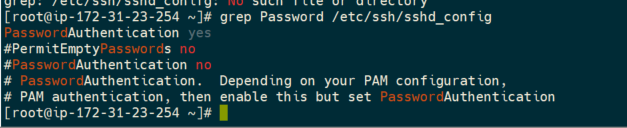 grep: /etc/ssh/sshd_config: No such file or directory
[root@ip-172-31-23-254 ~]# grep Password /etc/ssh/sshd_config
PasswordAuthentication yes
#PermitEmptyPasswords no
#PasswordAuthentication no
# PasswordAuthentication.  Depending on your PAM configuration,
# PAM authentication, then enable this but set PasswordAuthentication
[root@ip-172-31-23-254 ~]#